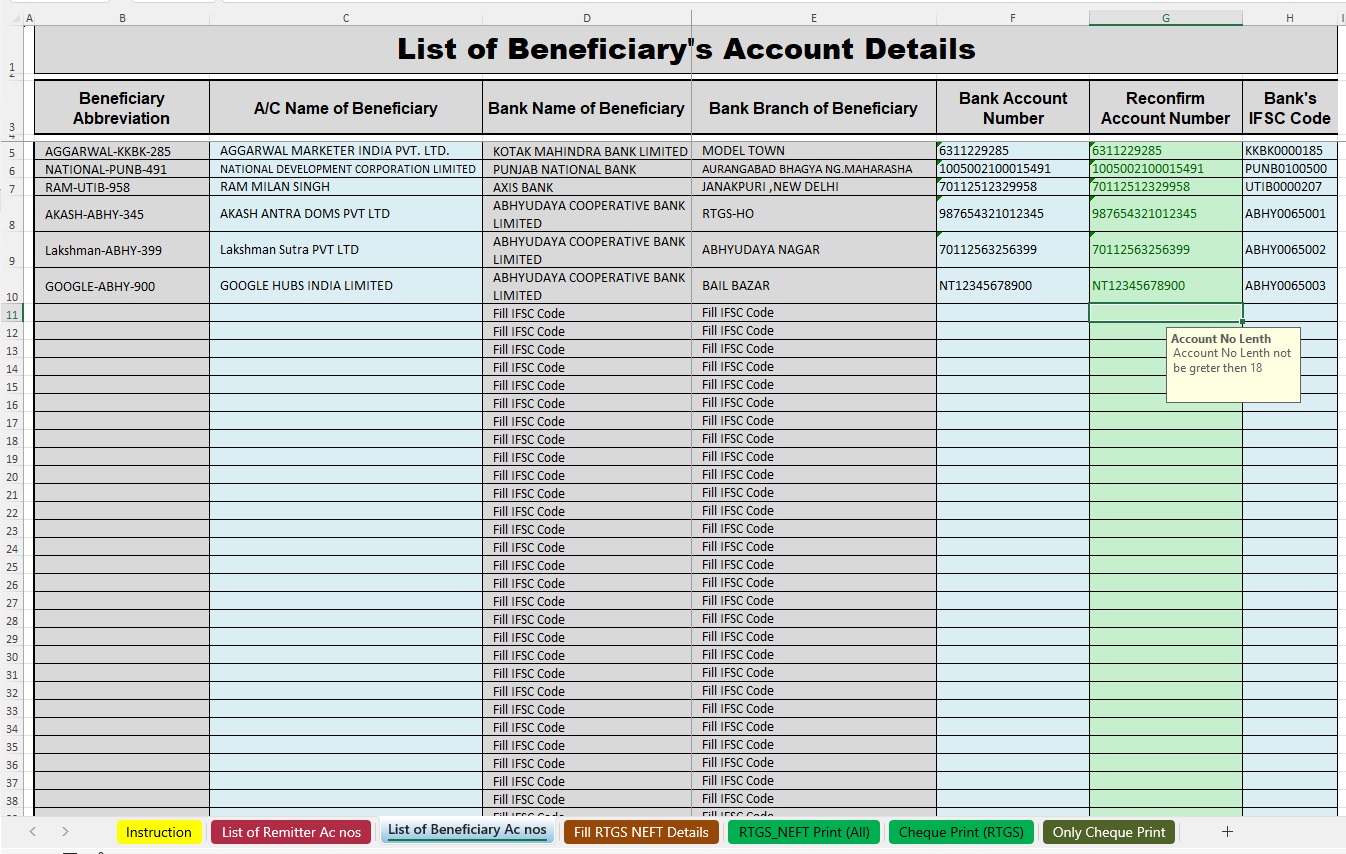 A B C D E F G H I
1 List of Beneficiary's Account Details
2
3 Beneficiary Abbreviation A/C Name of Beneficiary Bank Name of Beneficiary Bank Branch of Beneficiary Bank Account Number Reconfirm Account Number Bank's IFSC Code
4
5 AGGARWAL-KKBK-285 AGGARWAL MARKETER INDIA PVT. LTD. KOTAK MAHINDRA BANK LIMITED MODEL TOWN 6311229285 6311229285 KKBK0000185
6 NATIONAL-PUNB-491 NATIONAL DEVELOPMENT CORPORATION LIMITED PUNJAB NATIONAL BANK AURANGABAD BHAGYA NG.MAHARASHA 1005002100015491 1005002100015491 PUNB0100500
7 RAM-UTIB-958 RAM MILAN SINGH AXIS BANK JANAKPURI ,NEW DELHI 70112512329958 70112512329958 UTIB0000207
8 AKASH-ABHY-345 AKASH ANTRA DOMS PVT LTD ABHYUDAYA COOPERATIVE BANK LIMITED RTGS-HO 987654321012345 987654321012345 ABHY0065001
9 Lakshman-ABHY-399 Lakshman Sutra PVT LTD ABHYUDAYA COOPERATIVE BANK LIMITED ABHYUDAYA NAGAR 70112563256399 70112563256399 ABHY0065002
10 GOOGLE-ABHY-900 GOOGLE HUBS INDIA LIMITED ABHYUDAYA COOPERATIVE BANK LIMITED BAIL BAZAR NT12345678900 NT12345678900 ABHY0065003
11 Fill IFSC Code Fill IFSC Code
12 Fill IFSC Code Fill IFSC Code
Account No Lenth
13 Fill IFSC Code Fill IFSC Code
Account No Lenth not
14 Fill IFSC Code Fill IFSC Code
be greter then 18
15 Fill IFSC Code Fill IFSC Code
16 Fill IFSC Code Fill IFSC Code
17 Fill IFSC Code Fill IFSC Code
18 Fill IFSC Code Fill IFSC Code
19 Fill IFSC Code Fill IFSC Code
20 Fill IFSC Code Fill IFSC Code
21 Fill IFSC Code Fill IFSC Code
22 Fill IFSC Code Fill IFSC Code
23 Fill IFSC Code Fill IFSC Code
24 Fill IFSC Code Fill IFSC Code
25 Fill IFSC Code Fill IFSC Code
26 Fill IFSC Code Fill IFSC Code
27 Fill IFSC Code Fill IFSC Code
28 Fill IFSC Code Fill IFSC Code
29 Fill IFSC Code Fill IFSC Code
30 Fill IFSC Code Fill IFSC Code
31 Fill IFSC Code Fill IFSC Code
32 Fill IFSC Code Fill IFSC Code
33 Fill IFSC Code Fill IFSC Code
34 Fill IFSC Code Fill IFSC Code
35 Fill IFSC Code Fill IFSC Code
36 Fill IFSC Code Fill IFSC Code
37 Fill IFSC Code Fill IFSC Code
38 Fill IFSC Code Fill IFSC Code
Instruction List of Remitter Ac nos List of Beneficiary Ac nos Fill RTGS NEFT Details RTGS_NEFT Print (All) Cheque Print (RTGS) Only Cheque Print